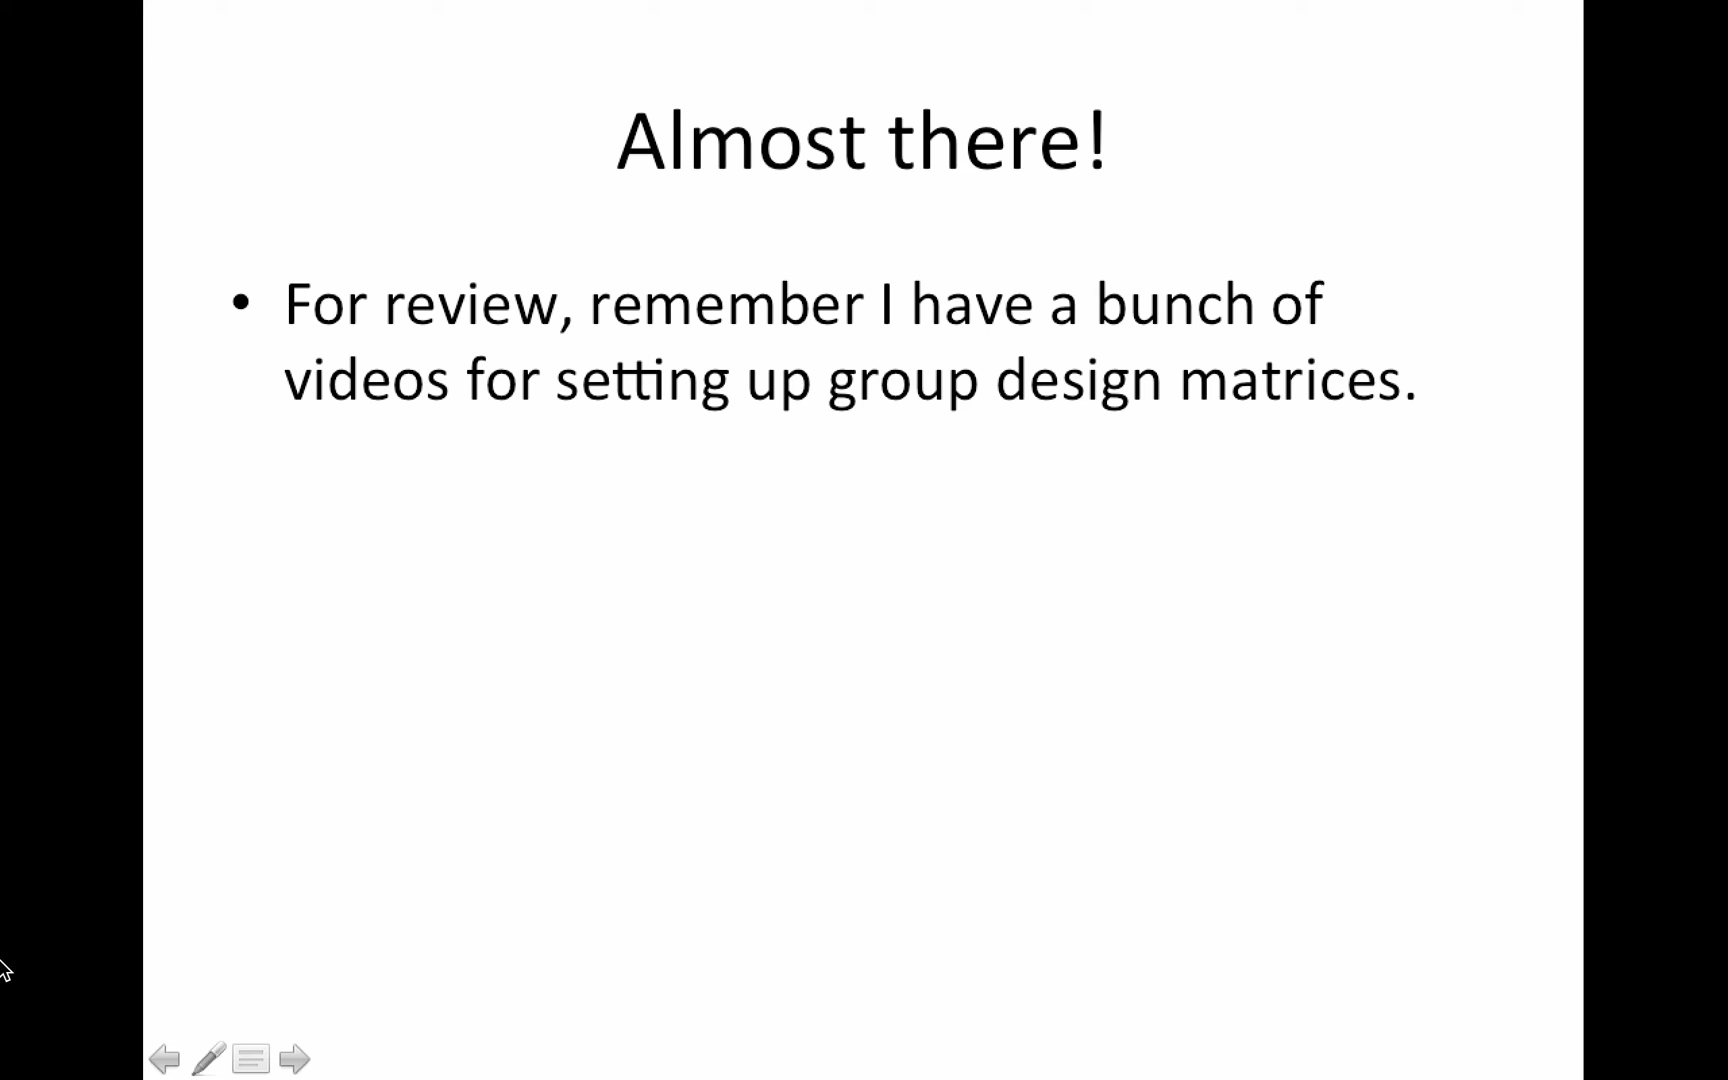 Almost there!
• For review, remember I have a bunch of
videos for setting up group design matrices.